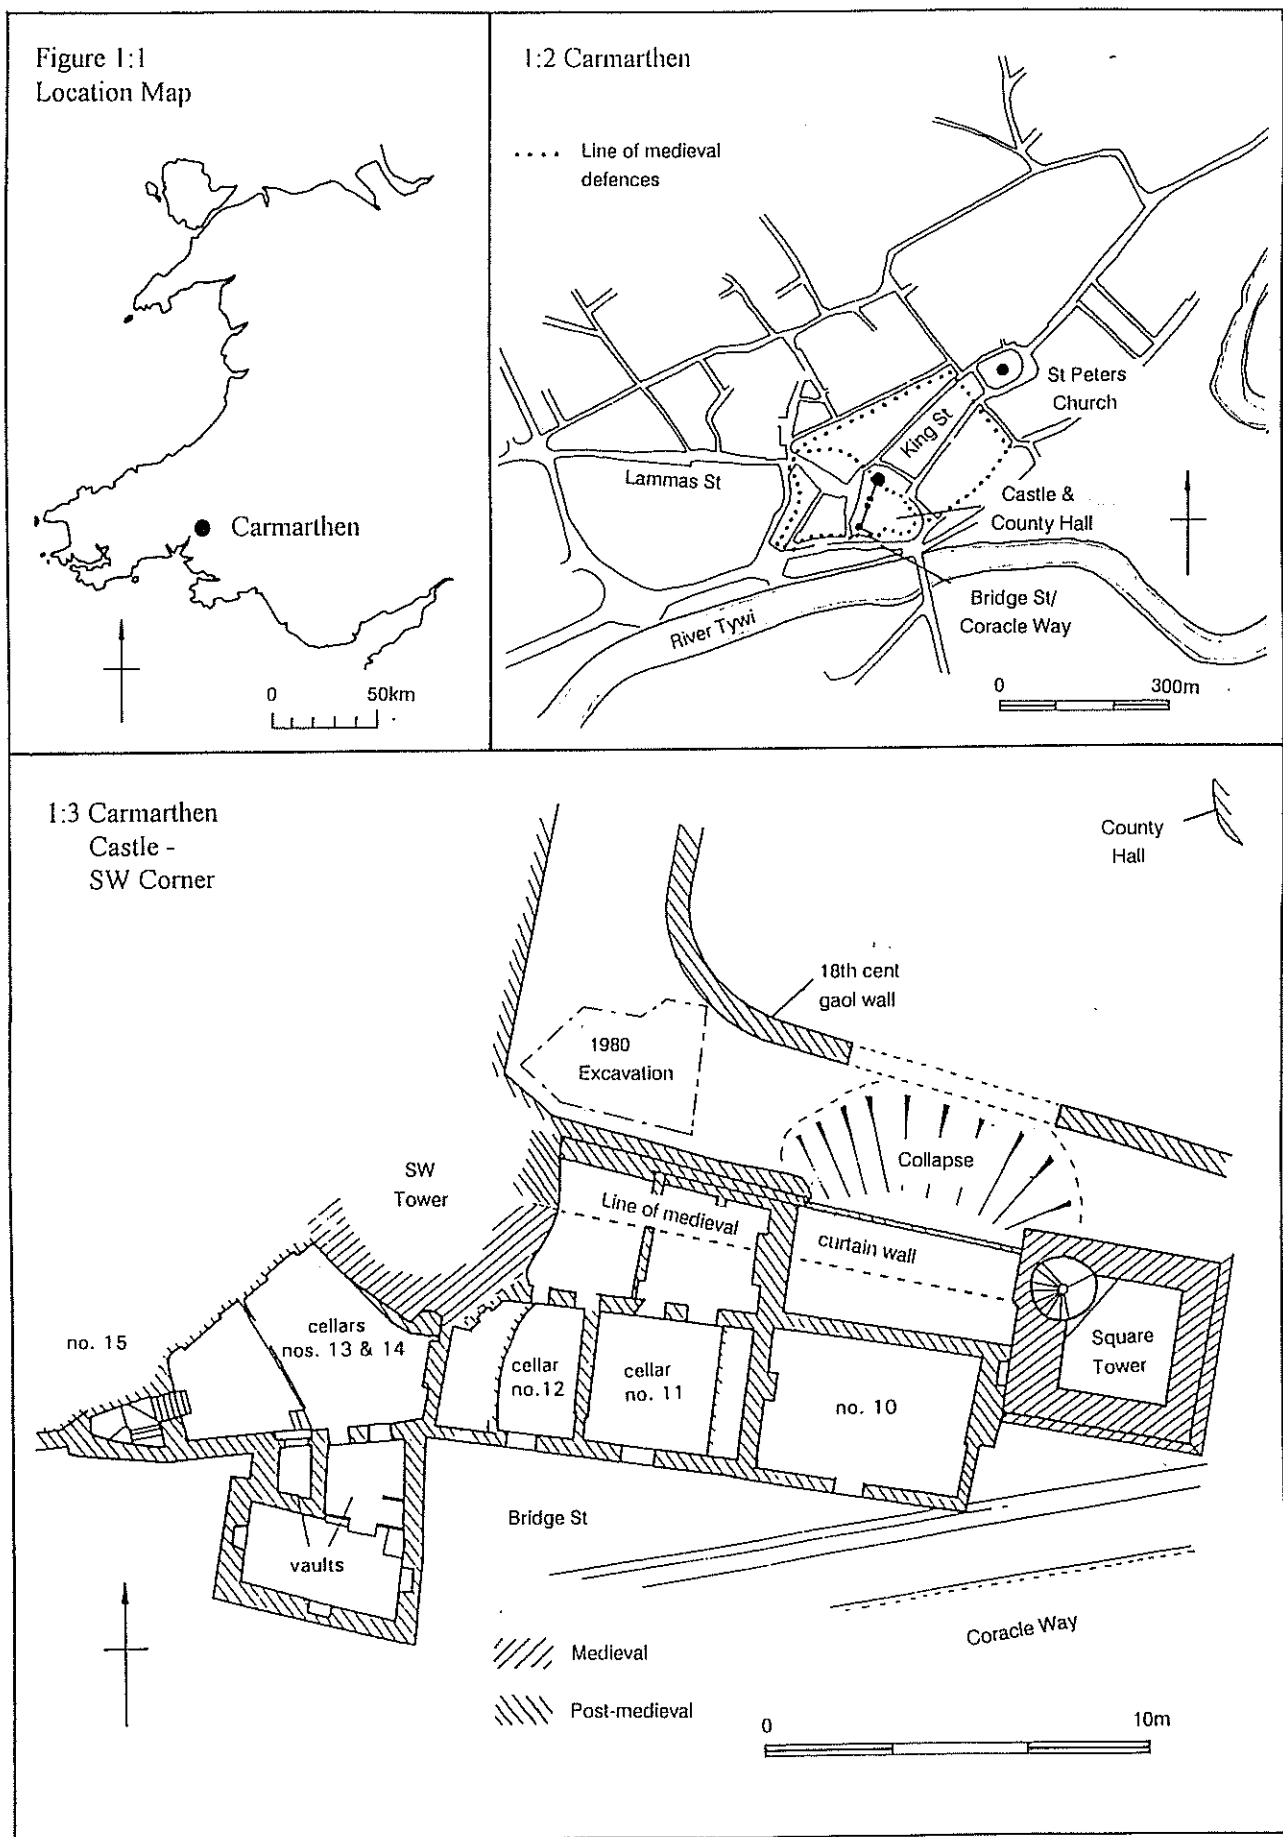 Figure 1:1
Location Map
Carmarthen
0 50km
1:2 Carmarthen
Line of medieval
defences
St Peters
Church
King St
Lammas St
Castle &
County Hall
Bridge St/
Coracle Way
River Tywi
0 300m
1:3 Carmarthen
Castle -
SW Corner
County
Hall
18th cent
gaol wall
1980
Excavation
Collapse
SW
Tower
Line of medieval
curtain wall
no. 15
cellars
nos. 13 & 14
cellar
no.12
cellar
no. 11
no. 10
Square
Tower
Bridge St
vaults
Coracle Way
Medieval
Post-medieval
0 10m